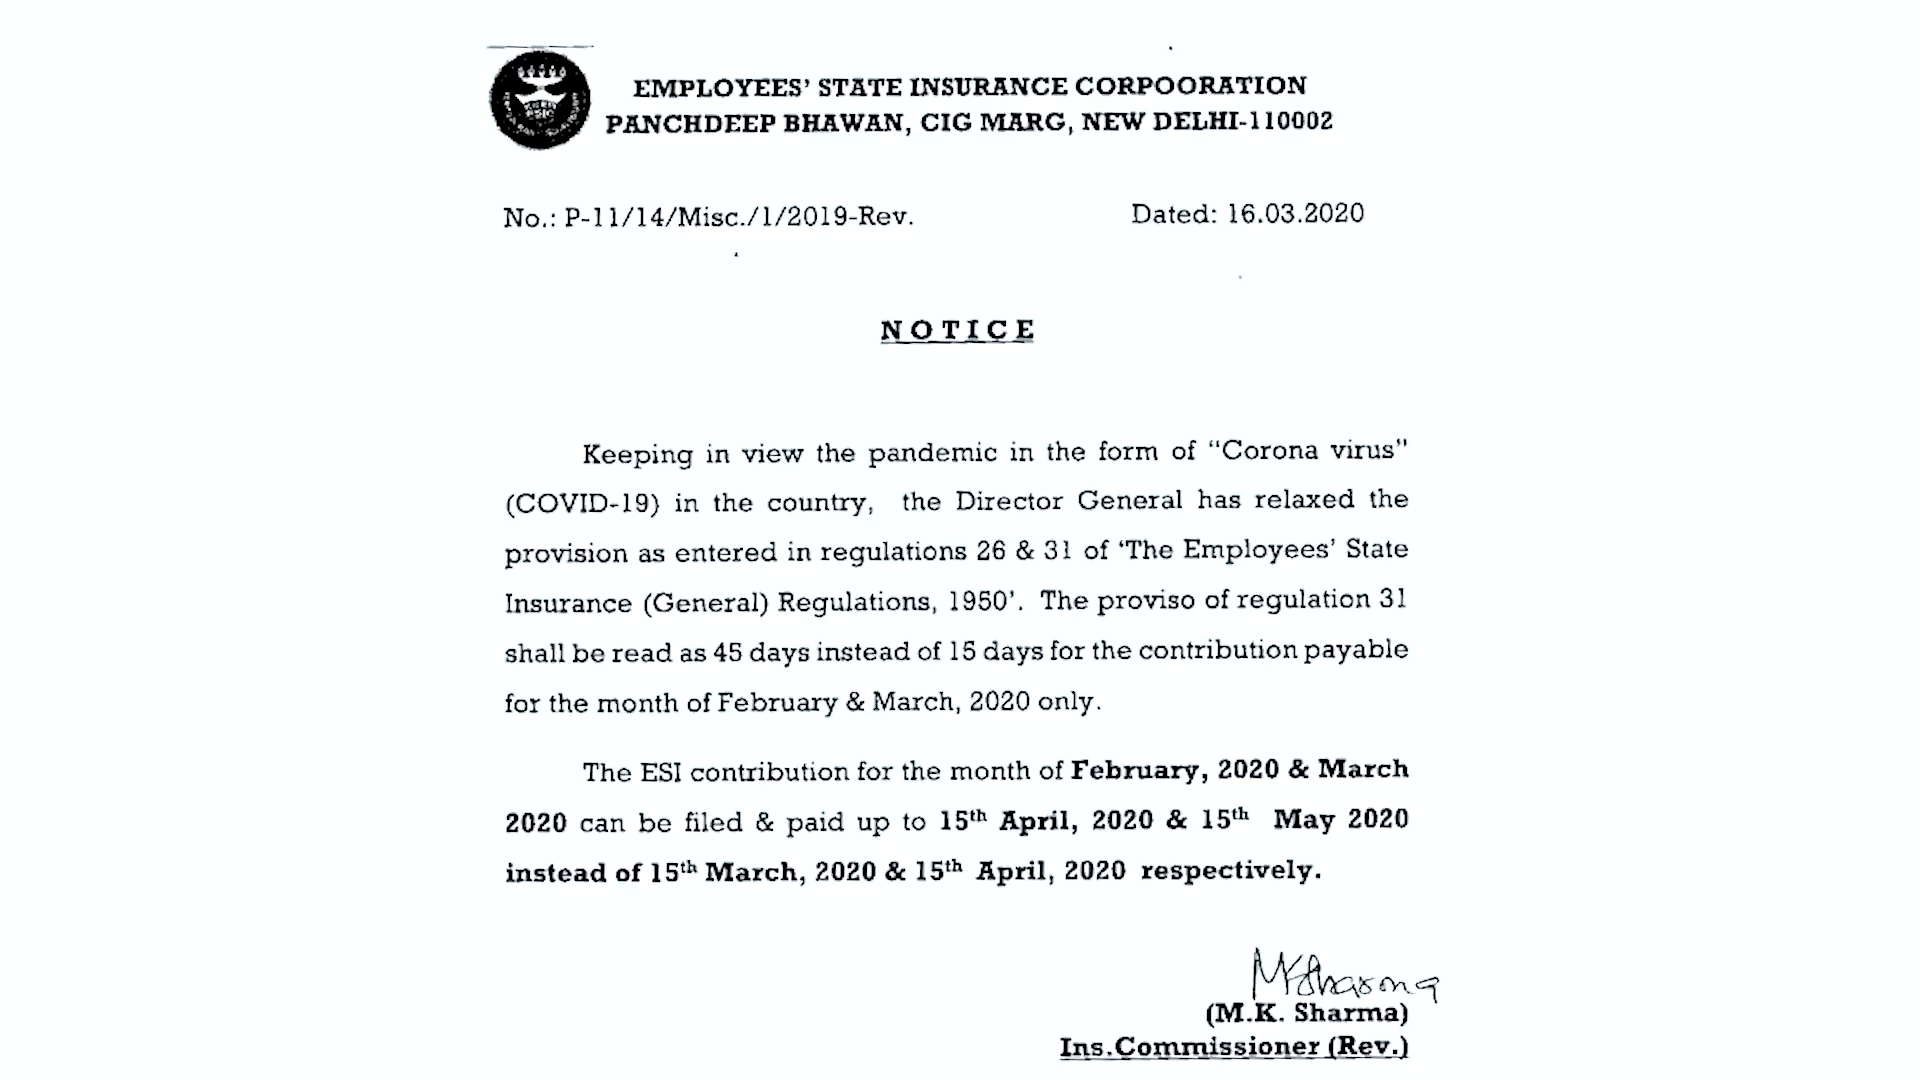 EMPLOYEES' STATE INSURANCE CORPOORATION
PANCHDEEP BHAWAN, CIG MARG, NEW DELHI-110002
No.: P-11/14/Misc./1/2019-Rev.
Dated: 16.03.2020
NOTICE
Keeping in view the pandemic in the form of “Corona virus”
(COVID-19) in the country, the Director General has relaxed the
provision as entered in regulations 26 & 31 of ‘The Employees’ State
Insurance (General) Regulations, 1950’. The proviso of regulation 31
shall be read as 45 days instead of 15 days for the contribution payable
for the month of February & March, 2020 only.
The ESI contribution for the month of February, 2020 & March
2020 can be filed & paid up to 15th April, 2020 & 15th May 2020
instead of 15th March, 2020 & 15th April, 2020 respectively.
MKSharma
(M.K. Sharma)
Ins.Commissioner (Rev.)